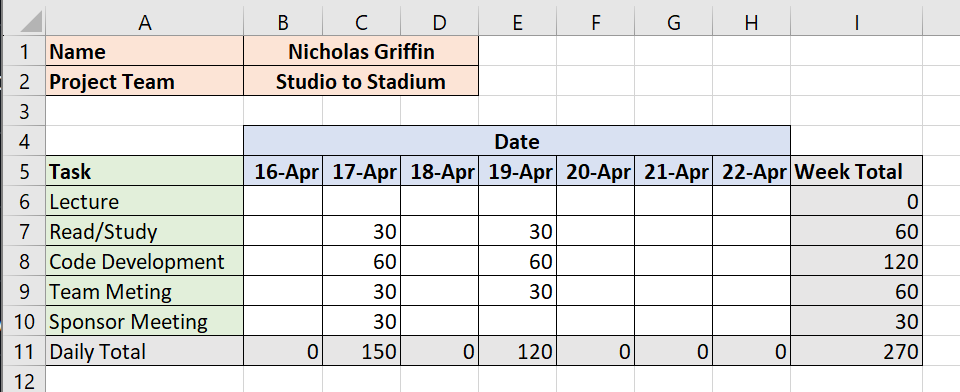 A B C D E F G H I
1 Name Nicholas Griffin
2 Project Team Studio to Stadium
3
4 Date
5 Task 16-Apr 17-Apr 18-Apr 19-Apr 20-Apr 21-Apr 22-Apr Week Total
6 Lecture 0
7 Read/Study 30 30 60
8 Code Development 60 60 120
9 Team Meting 30 30 60
10 Sponsor Meeting 30 30
11 Daily Total 0 150 0 120 0 0 0 270
12